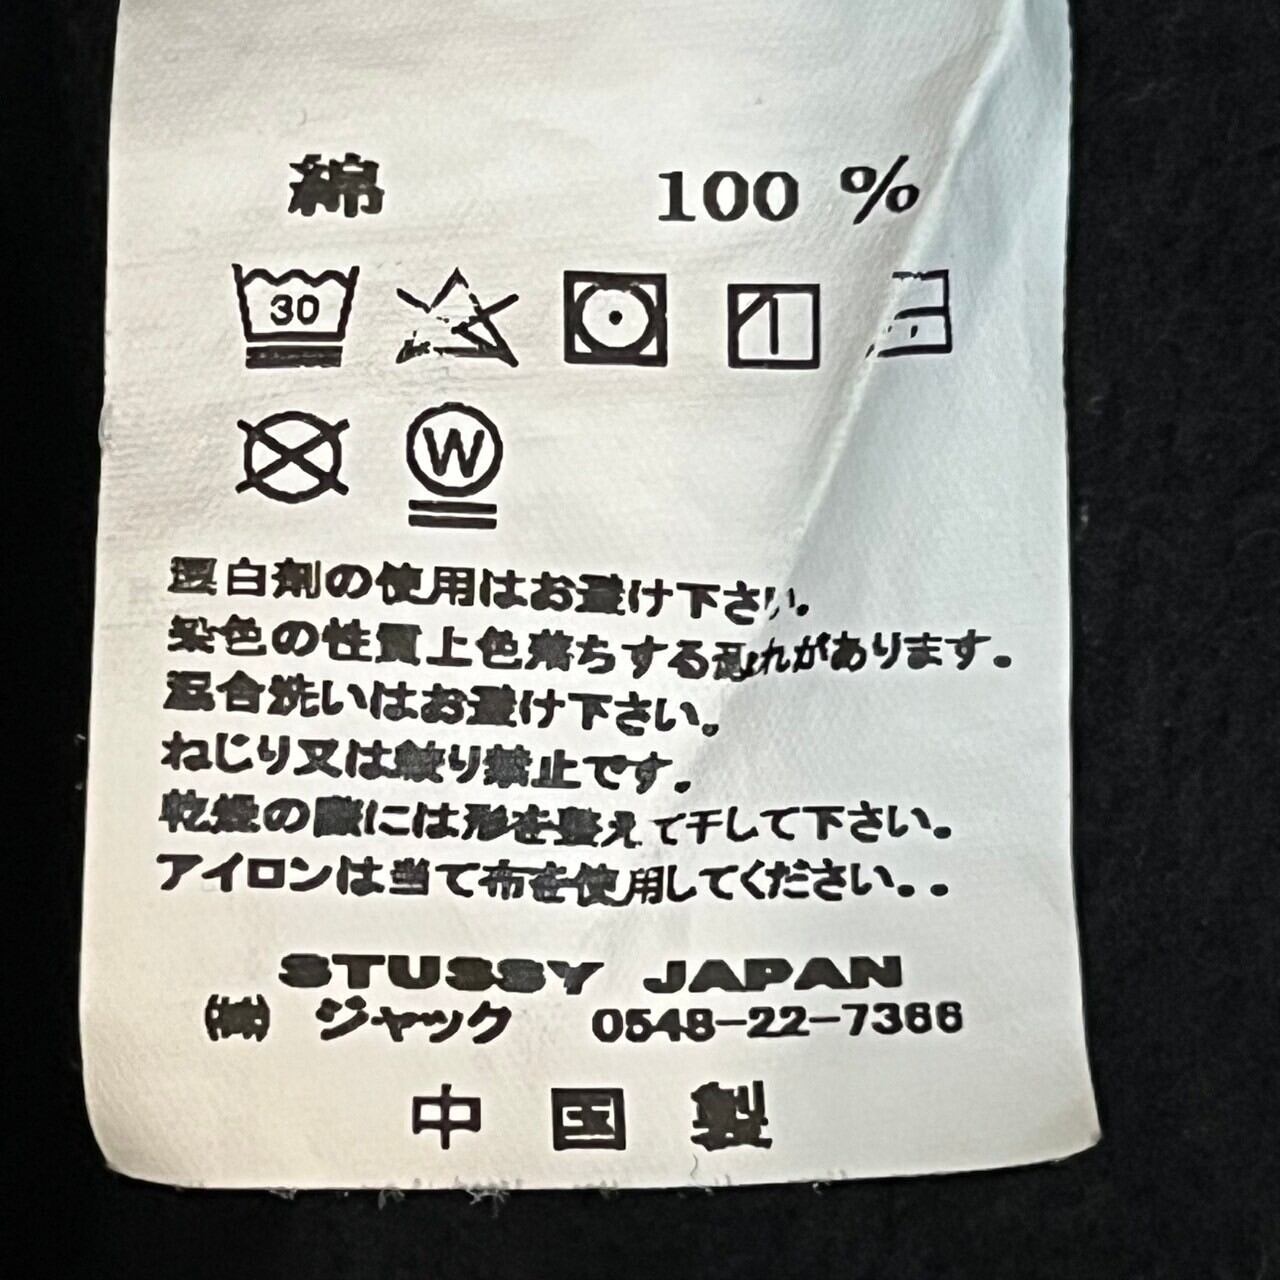 綿 100 %
30
W
漂白剤の使用はお避け下さい。
染色の性質上色落ちする恐れがあります。
混合洗いはお避け下さい。
ねじり又は絞り禁止です。
乾燥の際には形を整えて干して下さい。
アイロンは当て布を使用してください。。
STUSSY JAPAN
(株) ジャック 0548-22-7366
中国製